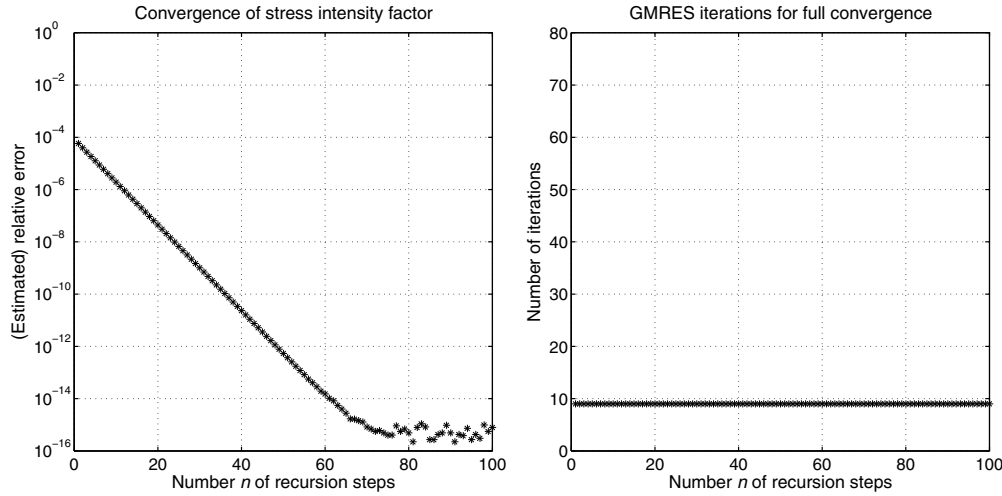 Convergence of stress intensity factor
10^0
10^−2
10^−4
10^−6
10^−8
10^−10
10^−12
10^−14
10^−16
(Estimated) relative error
0 20 40 60 80 100
Number n of recursion steps
GMRES iterations for full convergence
80
70
60
50
40
30
20
10
0
Number of iterations
0 20 40 60 80 100
Number n of recursion steps